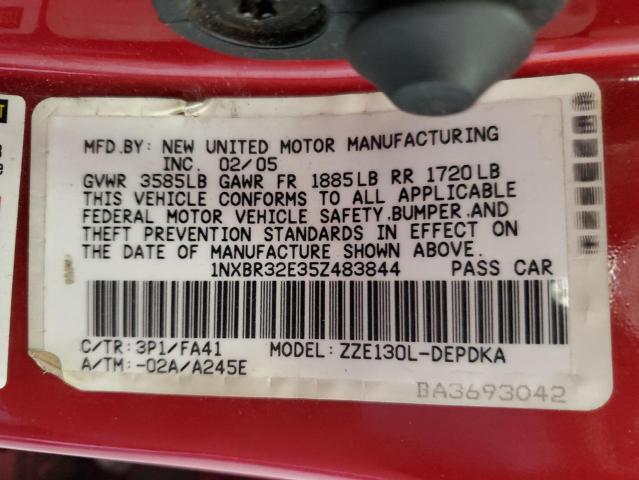 MFD.BY: NEW UNITED MOTOR MANUFACTURING
INC. 02/05
GVWR 3585LB GAWR FR 1885LB RR 1720LB
THIS VEHICLE CONFORMS TO ALL APPLICABLE
FEDERAL MOTOR VEHICLE SAFETY,BUMPER,AND
THEFT PREVENTION STANDARDS IN EFFECT ON
THE DATE OF MANUFACTURE SHOWN ABOVE.
1NXBR32E35Z483844 PASS CAR
C/TR: 3P1/FA41 MODEL: ZZE130L-DEPDKA
A/TM:-02A/A245E
BA3693042